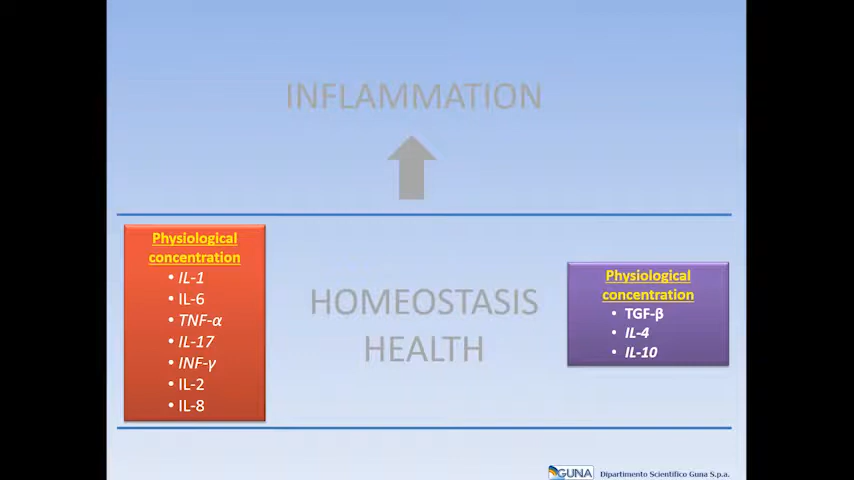 INFLAMMATION
Physiological
concentration
• IL-1
• IL-6
• TNF-α
• IL-17
• INF-γ
• IL-2
• IL-8
HOMEOSTASIS
HEALTH
Physiological
concentration
• TGF-β
• IL-4
• IL-10
GUNA Dipartimento Scientifico Guna S.p.a.